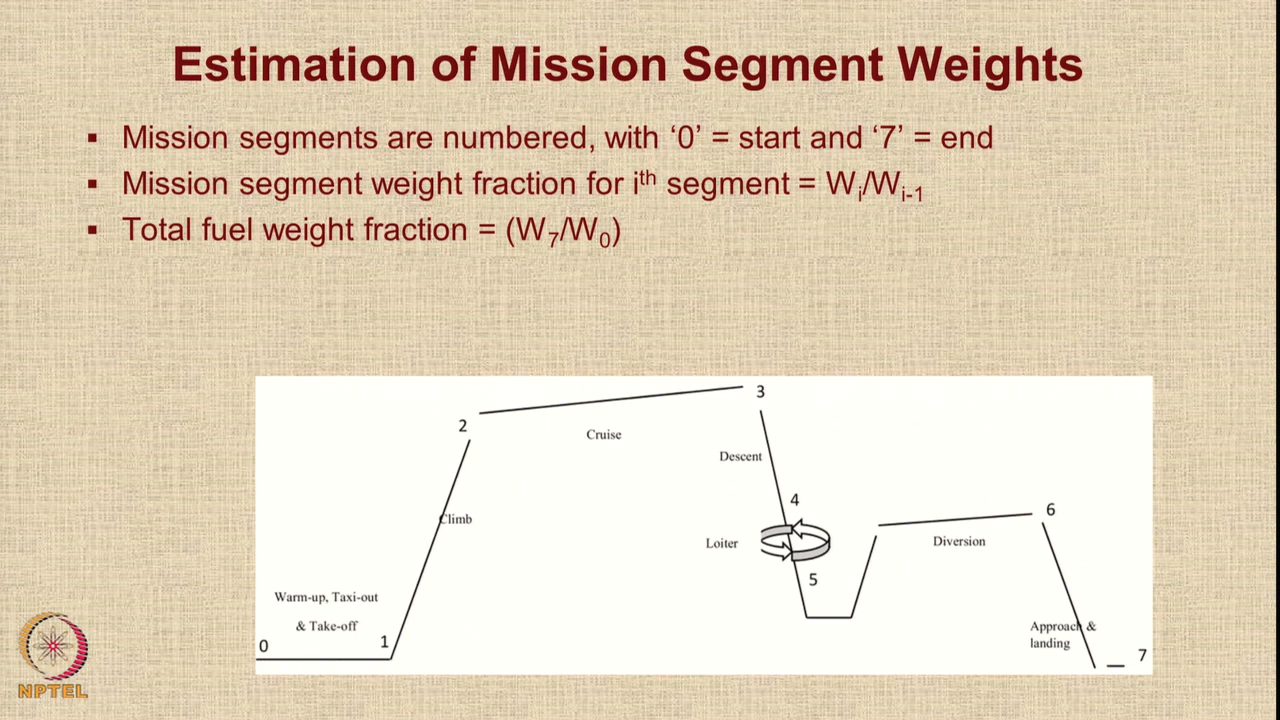 Estimation of Mission Segment Weights
▪ Mission segments are numbered, with ‘0’ = start and ‘7’ = end
▪ Mission segment weight fraction for iᵗʰ segment = Wᵢ/Wᵢ₋₁
▪ Total fuel weight fraction = (W₇/W₀)
3
2
Cruise
Descent
4
6
Climb
Loiter
Diversion
5
Warm-up, Taxi-out
& Take-off
Approach &
landing
0
1
7
NPTEL